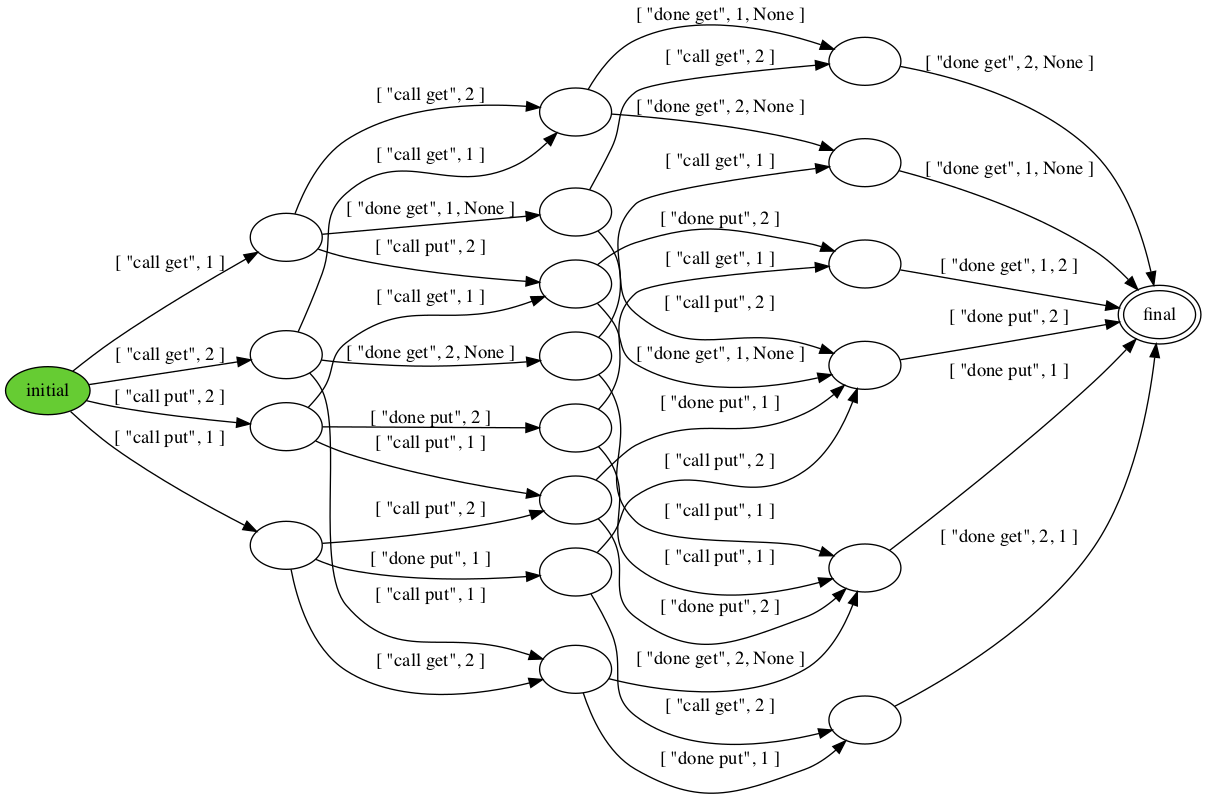 [ "done get", 1, None ]
[ "call get", 2 ]
[ "done get", 2, None ]
[ "call get", 2 ]
[ "done get", 2, None ]
[ "call get", 1 ]
[ "call get", 1 ]
[ "done get", 1, None ]
[ "done get", 1, None ]
[ "done put", 2 ]
[ "call put", 2 ]
[ "call get", 1 ]
[ "call get", 1 ]
[ "done get", 1, 2 ]
[ "call get", 1 ]
[ "call put", 2 ]
final
[ "done put", 2 ]
[ "call get", 2 ]
[ "done get", 2, None ]
[ "done get", 1, None ]
[ "done put", 1 ]
initial
[ "call put", 2 ]
[ "done put", 1 ]
[ "done put", 2 ]
[ "call put", 1 ]
[ "call put", 1 ]
[ "call put", 2 ]
[ "call put", 2 ]
[ "call put", 1 ]
[ "done get", 2, 1 ]
[ "done put", 1 ]
[ "call put", 1 ]
[ "call put", 1 ]
[ "done put", 2 ]
[ "call get", 2 ]
[ "done get", 2, None ]
[ "call get", 2 ]
[ "done put", 1 ]